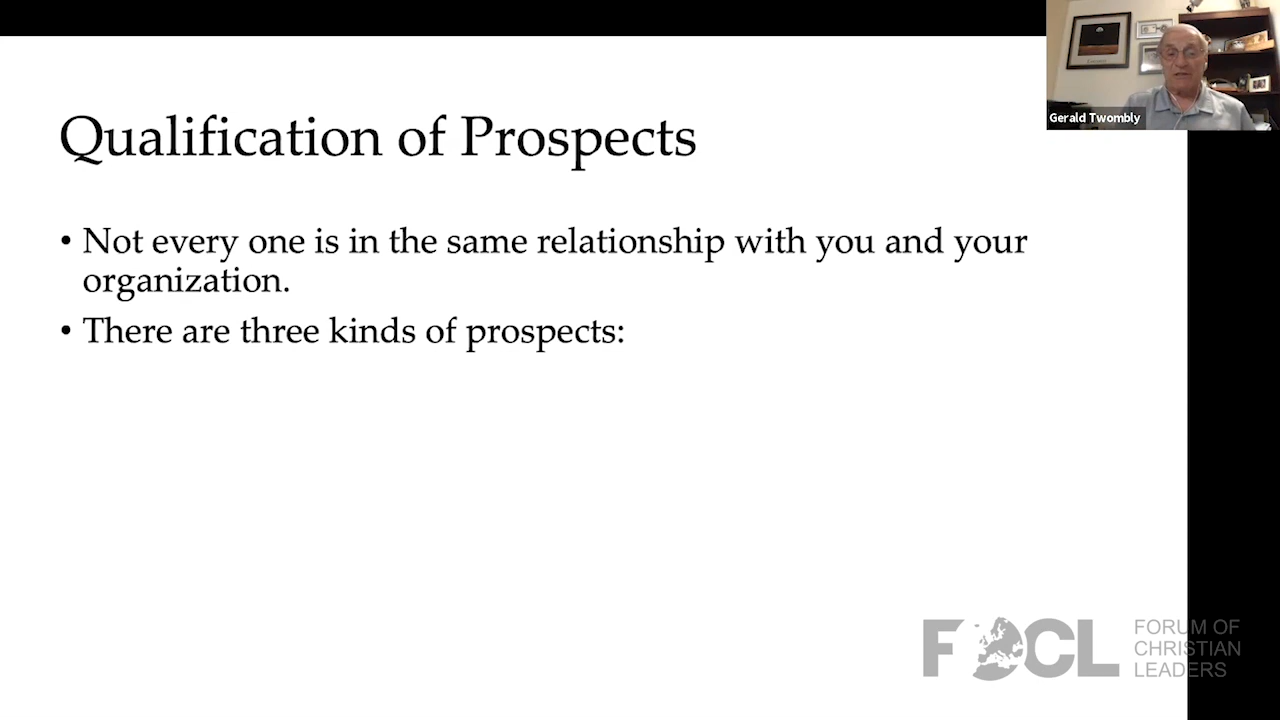 Gerald Twombly
Qualification of Prospects
• Not every one is in the same relationship with you and your
organization.
• There are three kinds of prospects:
FOCL
FORUM OF
CHRISTIAN
LEADERS